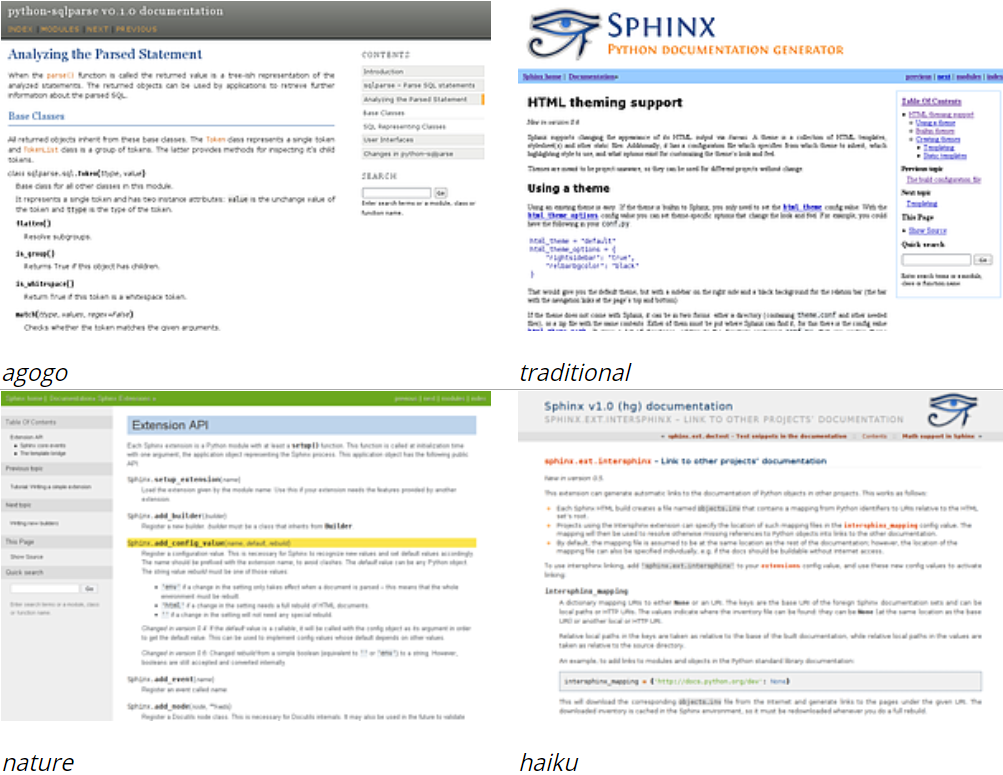 python-sqlparse v0.1.0 documentation
INDEX | MODULES | NEXT | PREVIOUS
Analyzing the Parsed Statement
When the parse() function is called the returned value is a tree-ish representation of the
analyzed statements. The returned objects can be used by applications to retrieve further
information about the parsed SQL.
Base Classes
All returned objects inherit from these base classes. The Token class represents a single token
and TokenList class is a group of tokens. The latter provides methods for inspecting it's child
tokens.
class sqlparse.sql.Token(ttype, value)
Base class for all other classes in this module.
It represents a single token and has two instance attributes: value is the unchange value of
the token and ttype is the type of the token.
flatten()
Resolve subgroups.
is_group()
Returns True if this object has children.
is_whitespace()
Return True if this token is a whitespace token.
match(ttype, values, regex=False)
Checks whether the token matches the given arguments.
CONTENTS
Introduction
sqlparse – Parse SQL statements
Analyzing the Parsed Statement
Base Classes
SQL Representing Classes
User Interfaces
Changes in python-sqlparse
SEARCH
Go
Enter search terms or a module, class or
function name.
agogo
SPHINX
PYTHON DOCUMENTATION GENERATOR
Sphinx home | Documentation»
previous | next | modules | index
HTML theming support
New in version 0.6
Sphinx supports changing the appearance of its HTML output via themes. A theme is a collection of HTML templates,
stylesheet(s) and other static files. Additionally, it has a configuration file which specifies from which theme to inherit, which
highlighting style to use, and what options exist for customizing the theme's look and feel.
Themes are meant to be project-unaware, so they can be used for different projects without change.
Using a theme
Using an existing theme is easy. If the theme is builtin to Sphinx, you only need to set the html_theme config value. With the
html_theme_options config value you can set theme-specific options that change the look and feel. For example, you could
have the following in your conf.py:
html_theme = "default"
html_theme_options = {
"rightsidebar": "true",
"relbarbgcolor": "black"
}
That would give you the default theme, but with a sidebar on the right side and a black background for the relation bar (the bar
with the navigation links at the page's top and bottom).
If the theme does not come with Sphinx, it can be in two forms: either a directory (containing theme.conf and other needed
files), or a zip file with the same contents. Either of them must be put where Sphinx can find it; for this there is the config value
Table Of Contents
HTML theming support
Using a theme
Builtin themes
Creating themes
Templating
Static templates
Previous topic
The build configuration file
Next topic
Templating
This Page
Show Source
Quick search
Go
Enter search terms or a module,
class or function name.
traditional
Sphinx home | Documentation | Sphinx Extensions »
previous | next | modules | index
Table Of Contents
Extension API
Sphinx core events
The template bridge
Previous topic
Tutorial: Writing a simple extension
Next topic
Writing new builders
This Page
Show Source
Quick search
Go
Enter search terms or a module, class
or function name.
Extension API
Each Sphinx extension is a Python module with at least a setup() function. This function is called at initialization time
with one argument, the application object representing the Sphinx process. This application object has the following public
API:
Sphinx.setup_extension(name)
Load the extension given by the module name. Use this if your extension needs the features provided by another
extension.
Sphinx.add_builder(builder)
Register a new builder. builder must be a class that inherits from Builder.
Sphinx.add_config_value(name, default, rebuild)
Register a configuration value. This is necessary for Sphinx to recognize new values and set default values accordingly.
The name should be prefixed with the extension name, to avoid clashes. The default value can be any Python object.
The string value rebuild must be one of those values:
'env' if a change in the setting only takes effect when a document is parsed – this means that the whole
environment must be rebuilt.
'html' if a change in the setting needs a full rebuild of HTML documents.
'' if a change in the setting will not need any special rebuild.
Changed in version 0.4: If the default value is a callable, it will be called with the config object as its argument in order
to get the default value. This can be used to implement config values whose default depends on other values.
Changed in version 0.6: Changed rebuild from a simple boolean (equivalent to '' or 'env') to a string. However,
booleans are still accepted and converted internally.
Sphinx.add_event(name)
Register an event called name.
Sphinx.add_node(node, **kwds)
Register a Docutils node class. This is necessary for Docutils internals. It may also be used in the future to validate
nature
Sphinx v1.0 (hg) documentation
SPHINX.EXT.INTERSPHINX – LINK TO OTHER PROJECTS' DOCUMENTATION
« sphinx.ext.doctest – Test snippets in the documentation :: Contents :: Math support in Sphinx »
sphinx.ext.intersphinx – Link to other projects' documentation
New in version 0.5.
This extension can generate automatic links to the documentation of Python objects in other projects. This works as follows:
Each Sphinx HTML build creates a file named objects.inv that contains a mapping from Python identifiers to URIs relative to the HTML
set's root.
Projects using the Intersphinx extension can specify the location of such mapping files in the intersphinx_mapping config value. The
mapping will then be used to resolve otherwise missing references to Python objects into links to the other documentation.
By default, the mapping file is assumed to be at the same location as the rest of the documentation; however, the location of the
mapping file can also be specified individually, e.g. if the docs should be buildable without Internet access.
To use intersphinx linking, add 'sphinx.ext.intersphinx' to your extensions config value, and use these new config values to activate
linking:
intersphinx_mapping
A dictionary mapping URIs to either None or an URI. The keys are the base URI of the foreign Sphinx documentation sets and can be
local paths or HTTP URIs. The values indicate where the inventory file can be found: they can be None (at the same location as the base
URI) or another local or HTTP URI.
Relative local paths in the keys are taken as relative to the base of the built documentation, while relative local paths in the values are
taken as relative to the source directory.
An example, to add links to modules and objects in the Python standard library documentation:
intersphinx_mapping = {'http://docs.python.org/dev': None}
This will download the corresponding objects.inv file from the Internet and generate links to the pages under the given URI. The
downloaded inventory is cached in the Sphinx environment, so it must be redownloaded whenever you do a full rebuild.
haiku